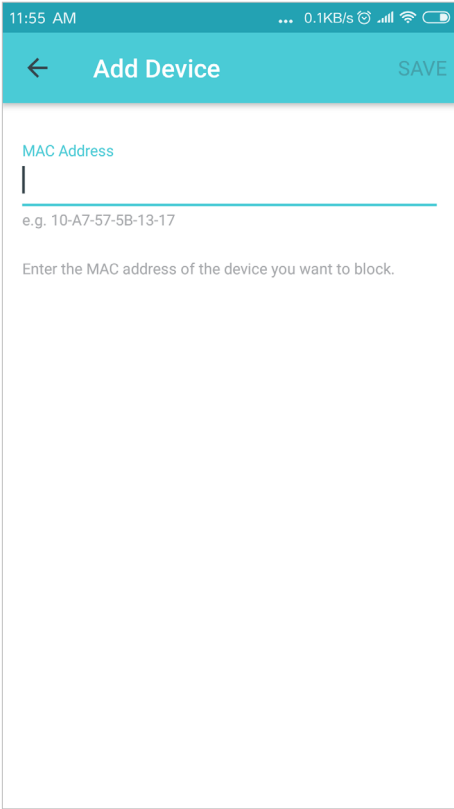 11:55 AM ... 0.1KB/s
Add Device SAVE
MAC Address
e.g. 10-A7-57-5B-13-17
Enter the MAC address of the device you want to block.